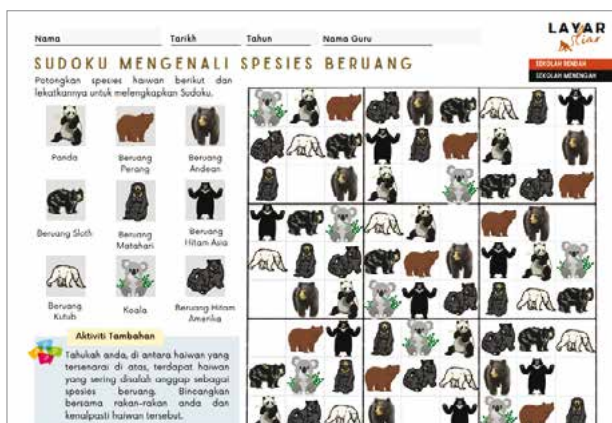 Nama Tarikh Tahun Nama Guru
LAYAR
Stiar
SUDOKU MENGENALI SPESIES BERUANG
SEKOLAH RENDAH
SEKOLAH MENENGAH
Potongkan spesies haiwan berikut dan
lekatkannya untuk melengkapkan Sudoku.
Panda
Beruang
Perang
Beruang
Andean
Beruang Sloth
Beruang
Matahari
Beruang
Hitam Asia
Beruang
Kutub
Koala
Beruang Hitam
Amerika
Aktiviti Tambahan
Tahukah anda, di antara haiwan yang
tersenarai di atas, terdapat haiwan
yang sering disalah anggap sebagai
spesies beruang. Bincangkan
bersama rakan-rakan anda dan
kenalpasti haiwan tersebut.